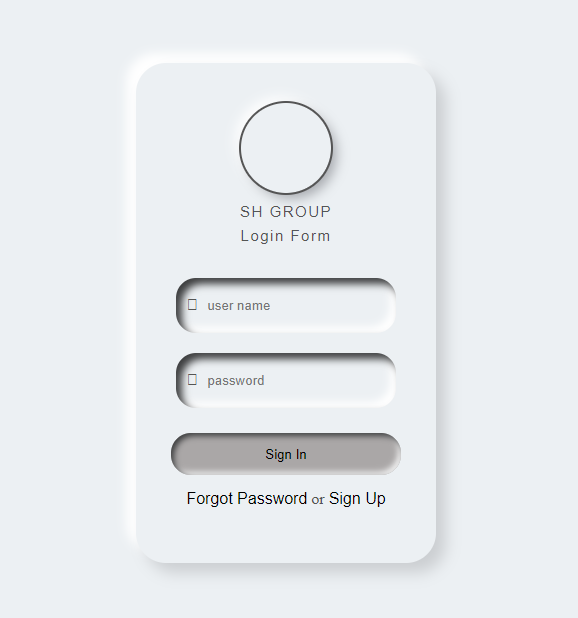 SH GROUP
Login Form
user name
password
Sign In
Forgot Password or Sign Up